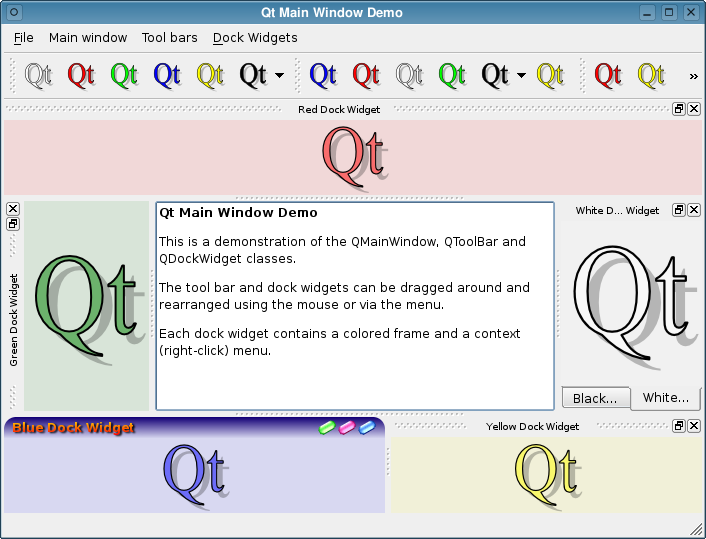 Qt Main Window Demo
File Main window Tool bars Dock Widgets
Qt Qt Qt Qt Qt Qt Qt Qt Qt Qt Qt Qt Qt Qt »
Red Dock Widget
Qt
Green Dock Widget
Qt
Qt Main Window Demo
This is a demonstration of the QMainWindow, QToolBar and
QDockWidget classes.
The tool bar and dock widgets can be dragged around and
rearranged using the mouse or via the menu.
Each dock widget contains a colored frame and a context
(right-click) menu.
White D... Widget
Qt
Black... White...
Blue Dock Widget
Qt
Yellow Dock Widget
Qt